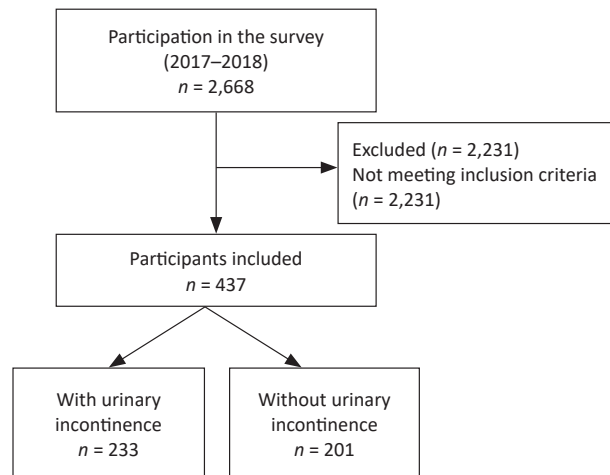 Participation in the survey
(2017–2018)
n = 2,668
Excluded (n = 2,231)
Not meeting inclusion criteria
(n = 2,231)
Participants included
n = 437
With urinary
incontinence
n = 233
Without urinary
incontinence
n = 201